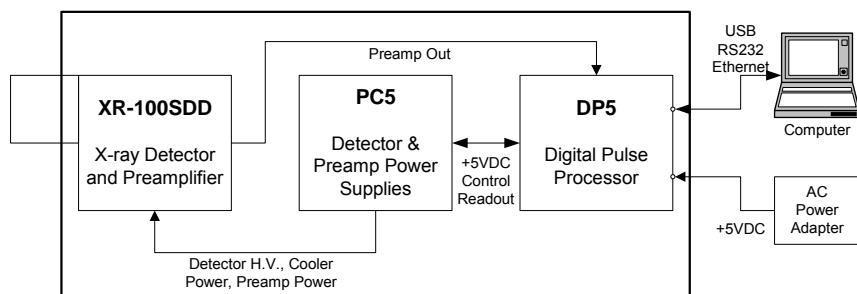 USB
RS232
Ethernet
Preamp Out
XR-100SDD
X-ray Detector
and Preamplifier
PC5
Detector &
Preamp Power
Supplies
+5VDC
Control
Readout
DP5
Digital Pulse
Processor
Computer
AC
Power
Adapter
+5VDC
Detector H.V., Cooler
Power, Preamp Power